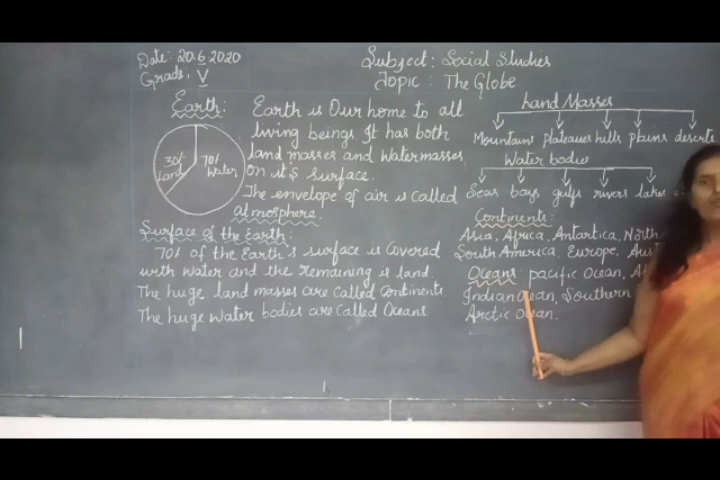 Date: 20.6.2020
Grade: V
Subject: Social Studies
Topic: The Globe
Earth:
30% Land
70% Water
Earth is Our home to all
living beings. It has both
land masses and water masses
on it's surface.
The envelope of air is called
atmosphere.
Surface of the Earth:
70% of the Earth's surface is covered
with water and the remaining is land.
The huge land masses are called Continents.
The huge water bodies are called Oceans
Land Masses
Mountains plateaus hills plains deserts
Water bodies
Seas bays gulfs rivers lakes
Continents:
Asia, Africa, Antartica, North
South America, Europe, Aust
Oceans: pacific Ocean, At
Indian Ocean, Southern
Arctic Ocean.